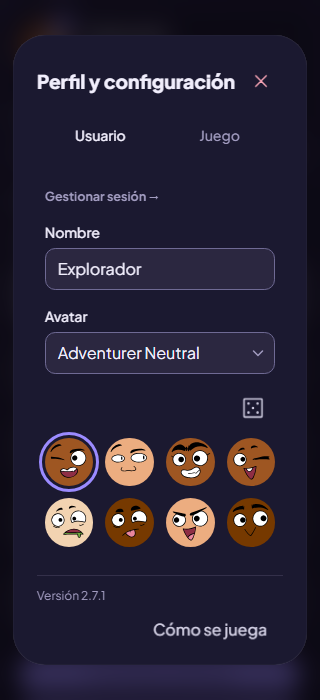 Perfil y configuración
Usuario
Juego
Gestionar sesión →
Nombre
Explorador
Avatar
Adventurer Neutral
Versión 2.7.1
Cómo se juega